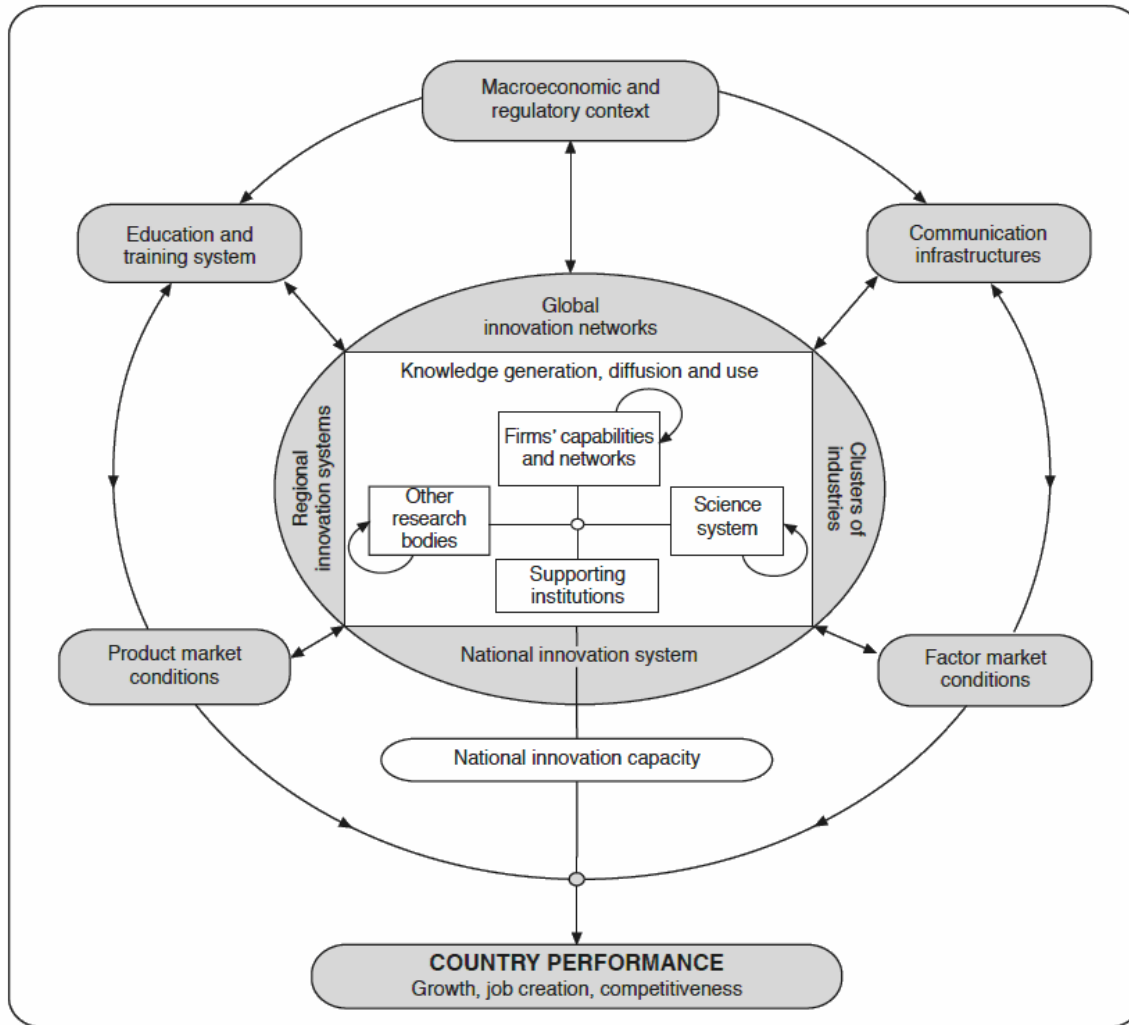 Macroeconomic and
regulatory context
Education and
training system
Communication
infrastructures
Global
innovation networks
Knowledge generation, diffusion and use
Regional
innovation systems
Firms' capabilities
and networks
Clusters of
industries
Other
research
bodies
Science
system
Supporting
institutions
Product market
conditions
National innovation system
Factor market
conditions
National innovation capacity
COUNTRY PERFORMANCE
Growth, job creation, competitiveness